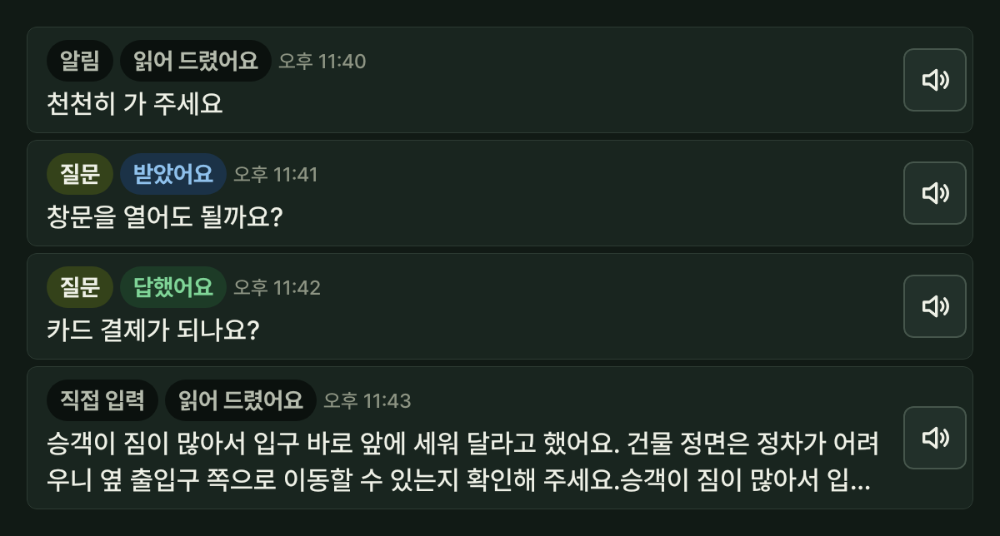 알림 읽어 드렸어요 오후 11:40
천천히 가 주세요
질문 받았어요 오후 11:41
창문을 열어도 될까요?
질문 답했어요 오후 11:42
카드 결제가 되나요?
직접 입력 읽어 드렸어요 오후 11:43
승객이 짐이 많아서 입구 바로 앞에 세워 달라고 했어요. 건물 정면은 정차가 어려
우니 옆 출입구 쪽으로 이동할 수 있는지 확인해 주세요.승객이 짐이 많아서 입...